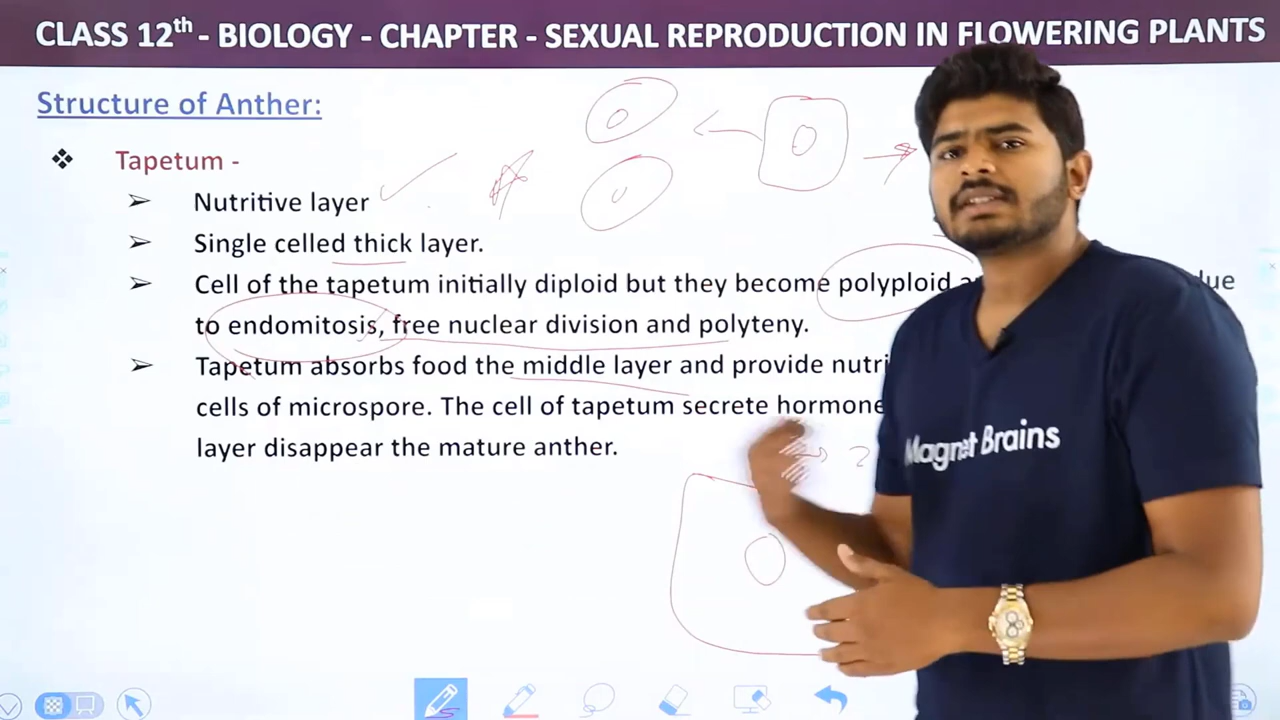 CLASS 12th - BIOLOGY - CHAPTER - SEXUAL REPRODUCTION IN FLOWERING PLANTS
Structure of Anther:
❖ Tapetum -
➢ Nutritive layer
➢ Single celled thick layer.
➢ Cell of the tapetum initially diploid but they become polyploid due
to endomitosis, free nuclear division and polyteny.
➢ Tapetum absorbs food the middle layer and provide
cells of microspore. The cell of tapetum secrete
layer disappear the mature anther.
2
Magnet Brains